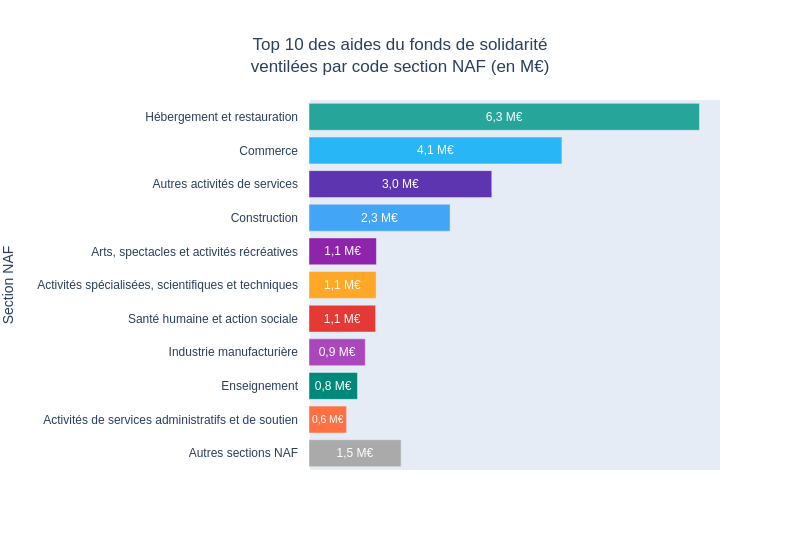 Top 10 des aides du fonds de solidarité
ventilées par code section NAF (en M€)
Section NAF
Hébergement et restauration 6,3 M€
Commerce 4,1 M€
Autres activités de services 3,0 M€
Construction 2,3 M€
Arts, spectacles et activités récréatives 1,1 M€
Activités spécialisées, scientifiques et techniques 1,1 M€
Santé humaine et action sociale 1,1 M€
Industrie manufacturière 0,9 M€
Enseignement 0,8 M€
Activités de services administratifs et de soutien 0,6 M€
Autres sections NAF 1,5 M€